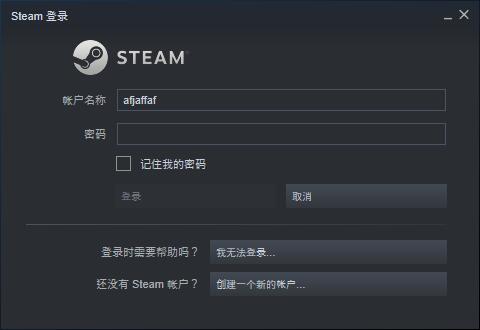 Steam 登录
STEAM
帐户名称 afjaffaf
密码
记住我的密码
登录 取消
登录时需要帮助吗？ 我无法登录...
还没有 Steam 帐户？ 创建一个新的帐户...